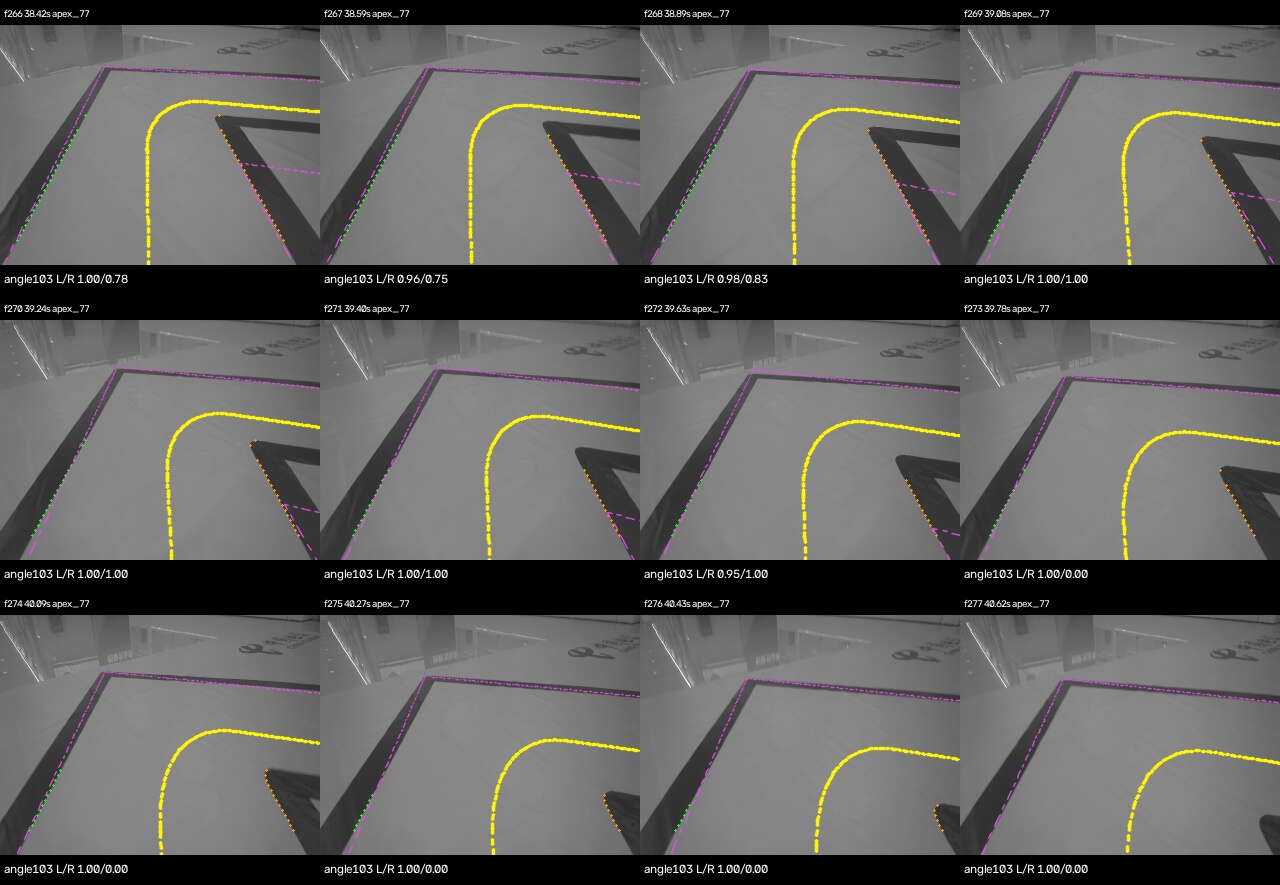 f266 38.42s apex_77
f267 38.59s apex_77
f268 38.89s apex_77
f269 39.08s apex_77
angle103 L/R 1.00/0.78
angle103 L/R 0.96/0.75
angle103 L/R 0.98/0.83
angle103 L/R 1.00/1.00
f270 39.24s apex_77
f271 39.40s apex_77
f272 39.63s apex_77
f273 39.78s apex_77
angle103 L/R 1.00/1.00
angle103 L/R 1.00/1.00
angle103 L/R 0.95/1.00
angle103 L/R 1.00/0.00
f274 40.09s apex_77
f275 40.27s apex_77
f276 40.43s apex_77
f277 40.62s apex_77
angle103 L/R 1.00/0.00
angle103 L/R 1.00/0.00
angle103 L/R 1.00/0.00
angle103 L/R 1.00/0.00